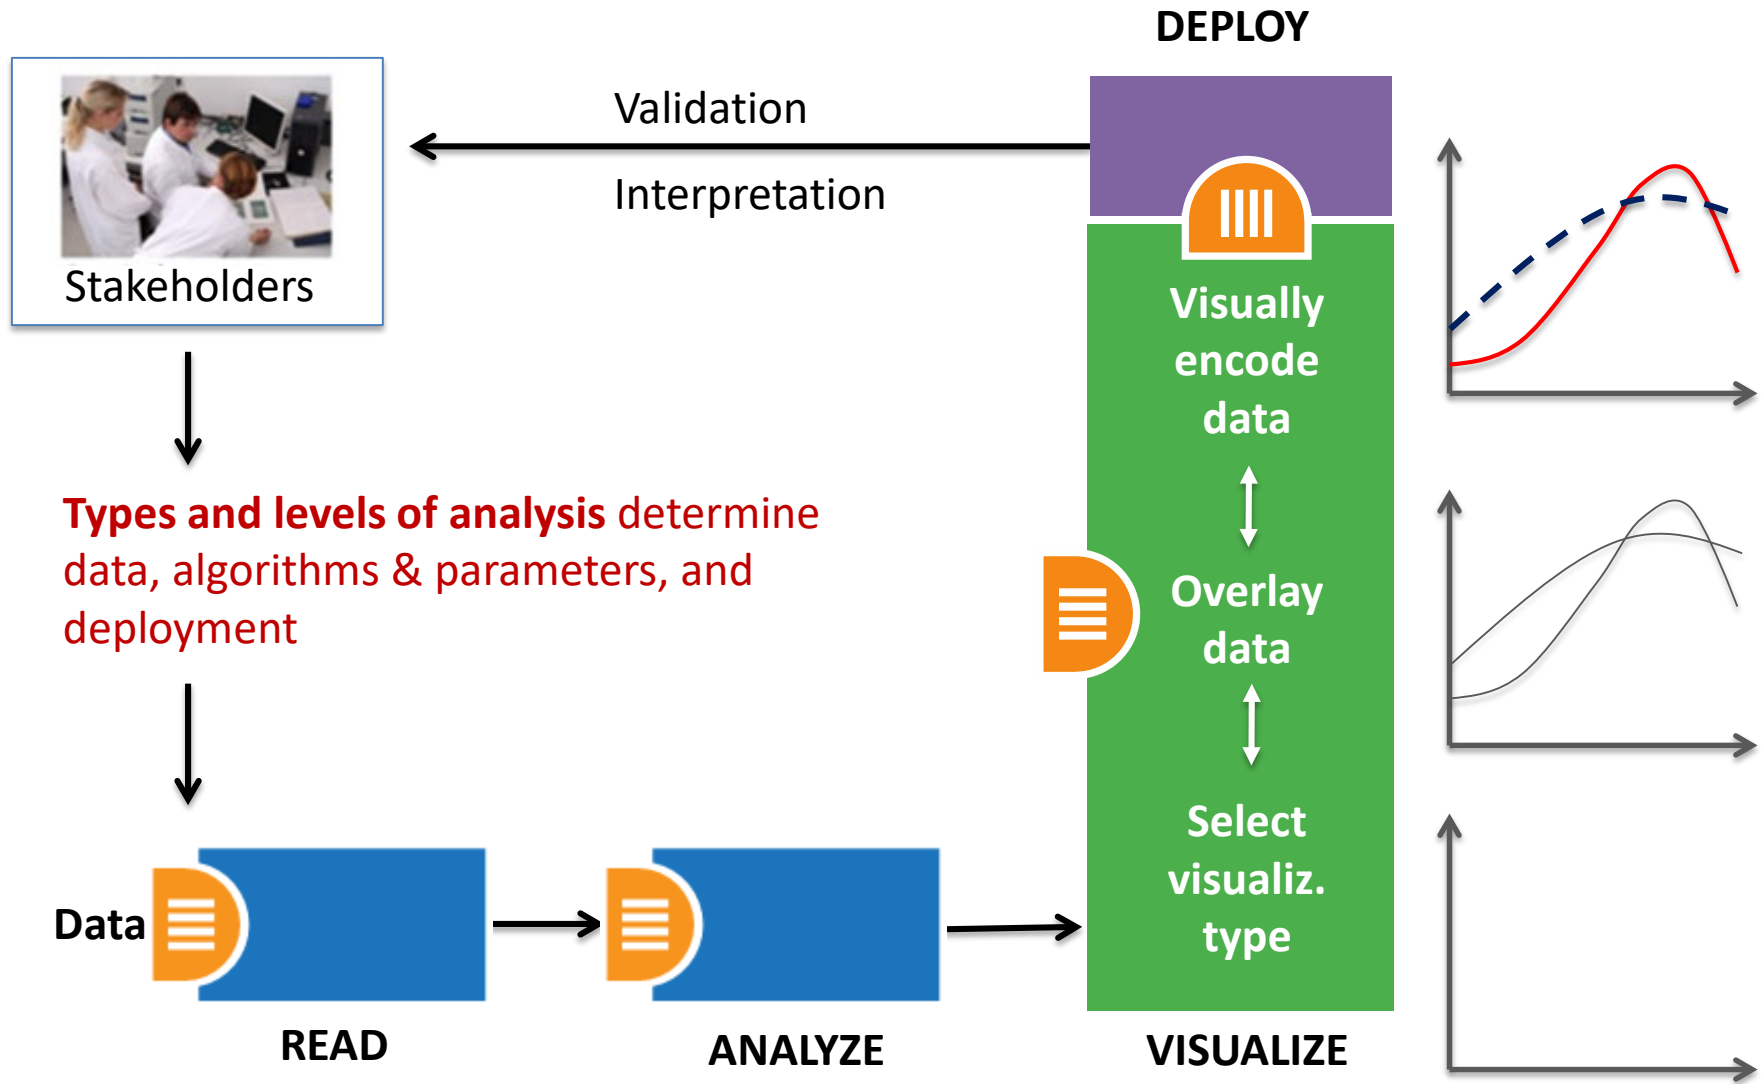 DEPLOY
Validation
Interpretation
Stakeholders
Visually
encode
data
Types and levels of analysis determine
data, algorithms & parameters, and
deployment
Overlay
data
Select
visualiz.
type
Data
READ
ANALYZE
VISUALIZE